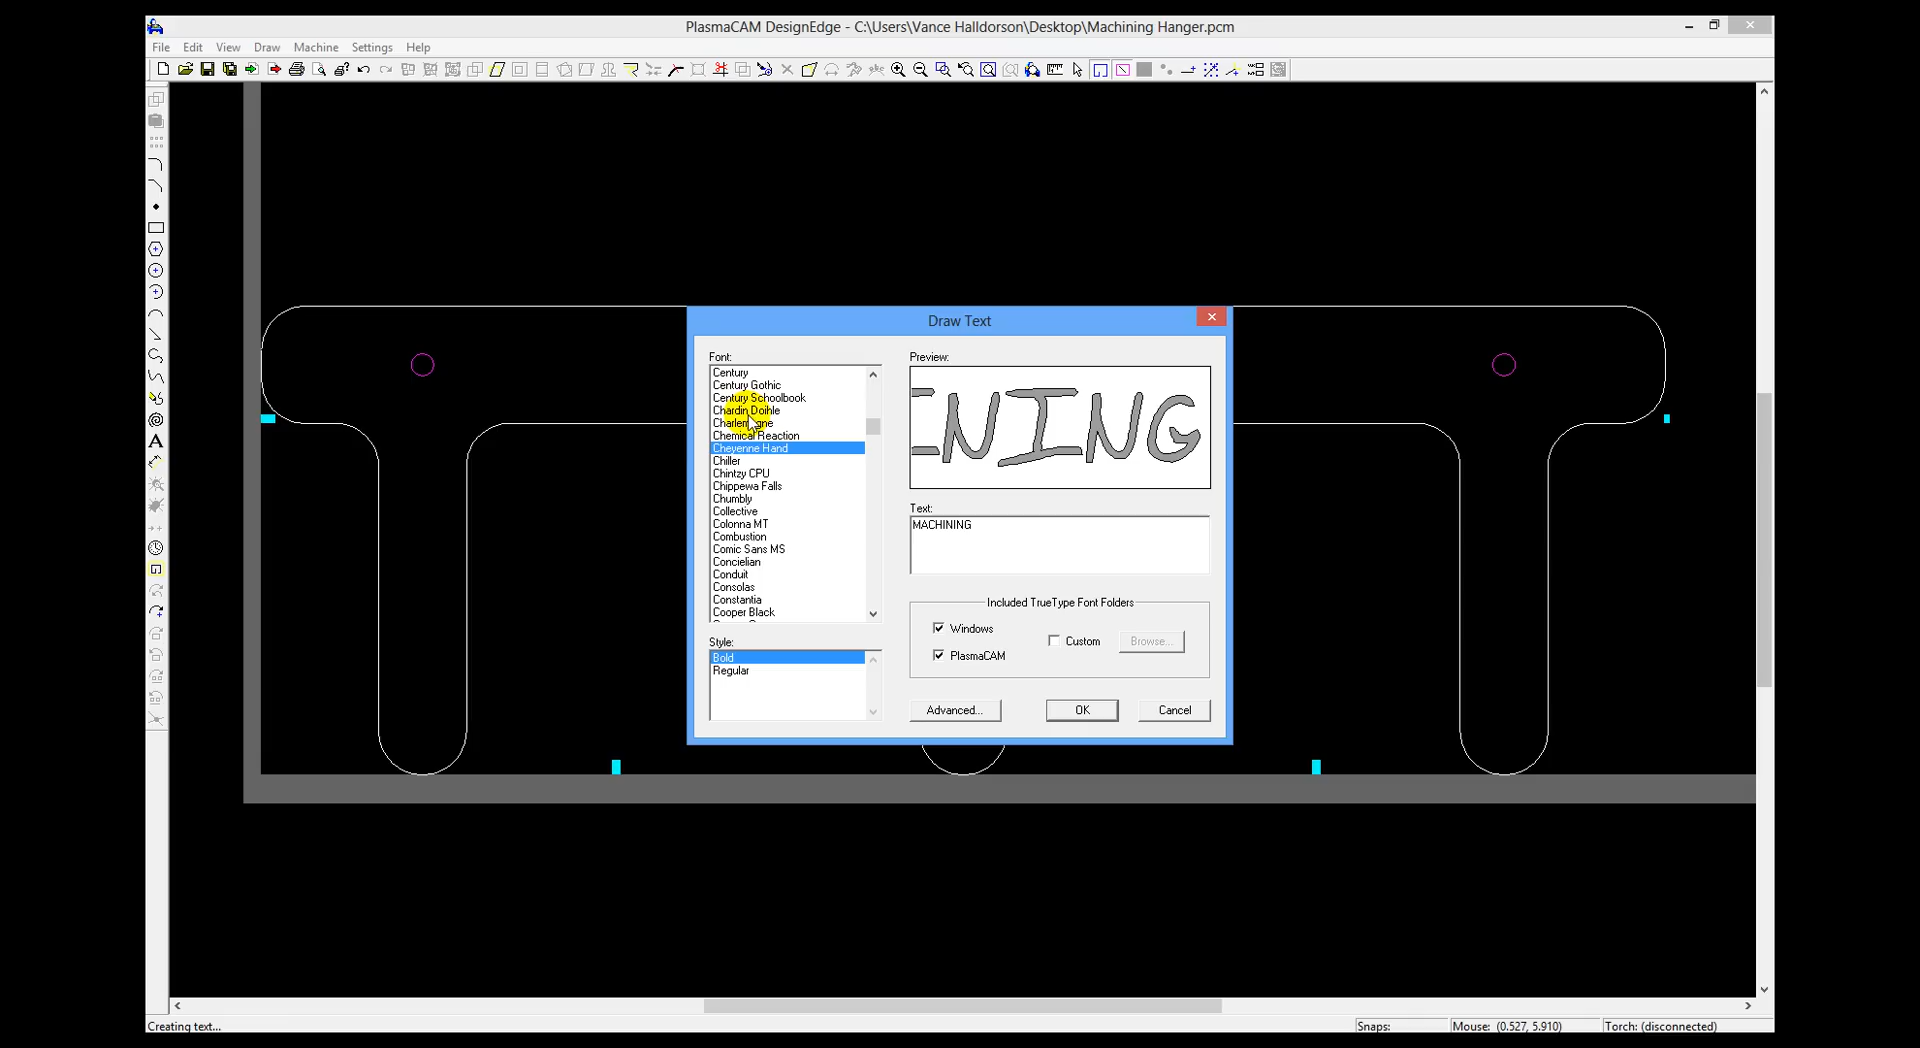 PlasmaCAM DesignEdge - C:\Users\Vance Halldorson\Desktop\Machining Hanger.pcm
File Edit View Draw Machine Settings Help
Draw Text
Font:
Century
Century Gothic
Century Schoolbook
Chardin Doihle
Charlemagne
Chemical Reaction
Cheyenne Hand
Chiller
Chintzy CPU
Chippewa Falls
Chumbly
Collective
Colonna MT
Combustion
Comic Sans MS
Concielian
Conduit
Consolas
Constantia
Cooper Black
Style:
Bold
Regular
Preview:
NING
Text:
MACHINING
Included TrueType Font Folders
Windows
Custom
Browse...
PlasmaCAM
Advanced...
OK
Cancel
Creating text...
Snaps:
Mouse: (0.527, 5.910)
Torch: (disconnected)